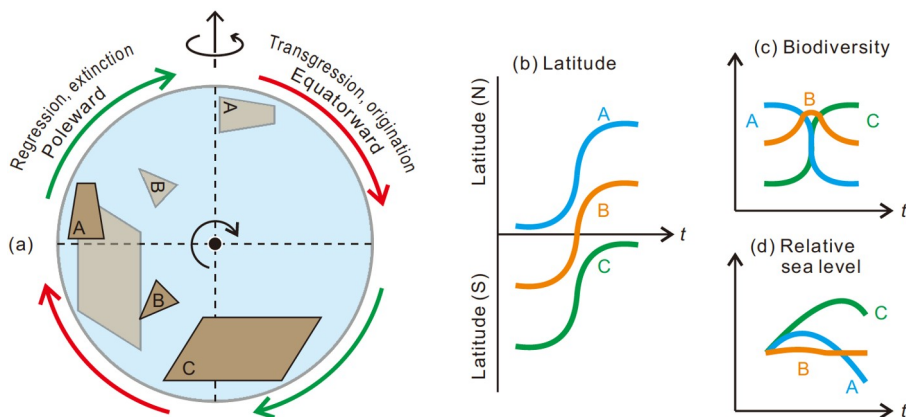 Regression, extinction
Poleward
Transgression, origination
Equatorward
A
B
A
(a)
B
C
(b) Latitude
Latitude (N)
Latitude (S)
A
B
C
t
(c) Biodiversity
A
B
C
t
(d) Relative
sea level
C
B
A
t